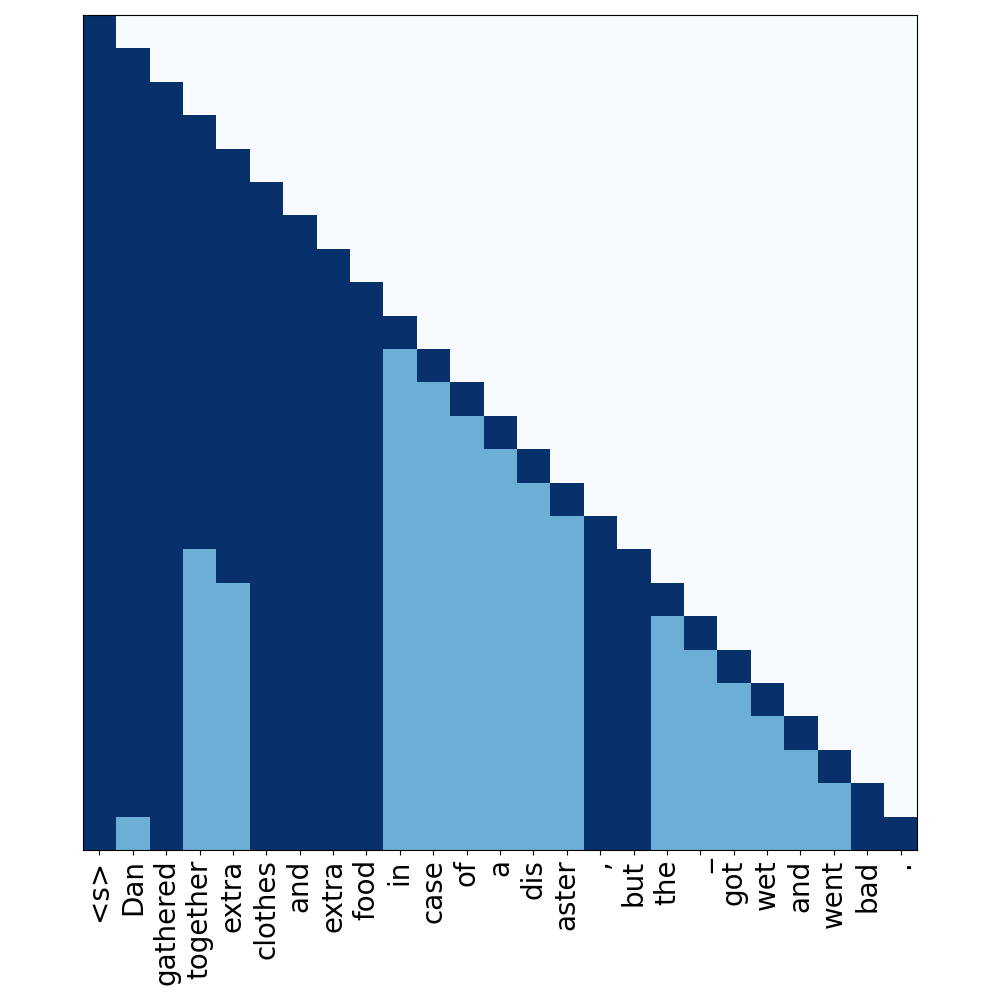 <s>
Dan
gathered
together
extra
clothes
and
extra
food
in
case
of
a
dis
aster
,
but
the
_
got
wet
and
went
bad
.